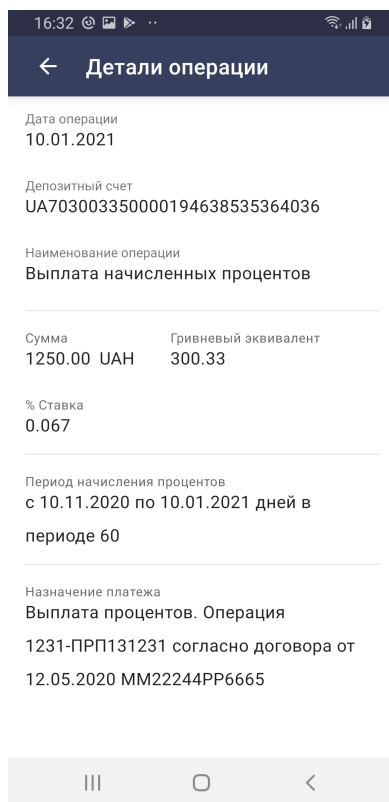 16:32
Детали операции
Дата операции
10.01.2021
Депозитный счет
UA703003350000194638535364036
Наименование операции
Выплата начисленных процентов
Сумма Гривневый эквивалент
1250.00 UAH 300.33
% Ставка
0.067
Период начисления процентов
с 10.11.2020 по 10.01.2021 дней в
периоде 60
Назначение платежа
Выплата процентов. Операция
1231-ПРП131231 согласно договора от
12.05.2020 ММ22244РР6665